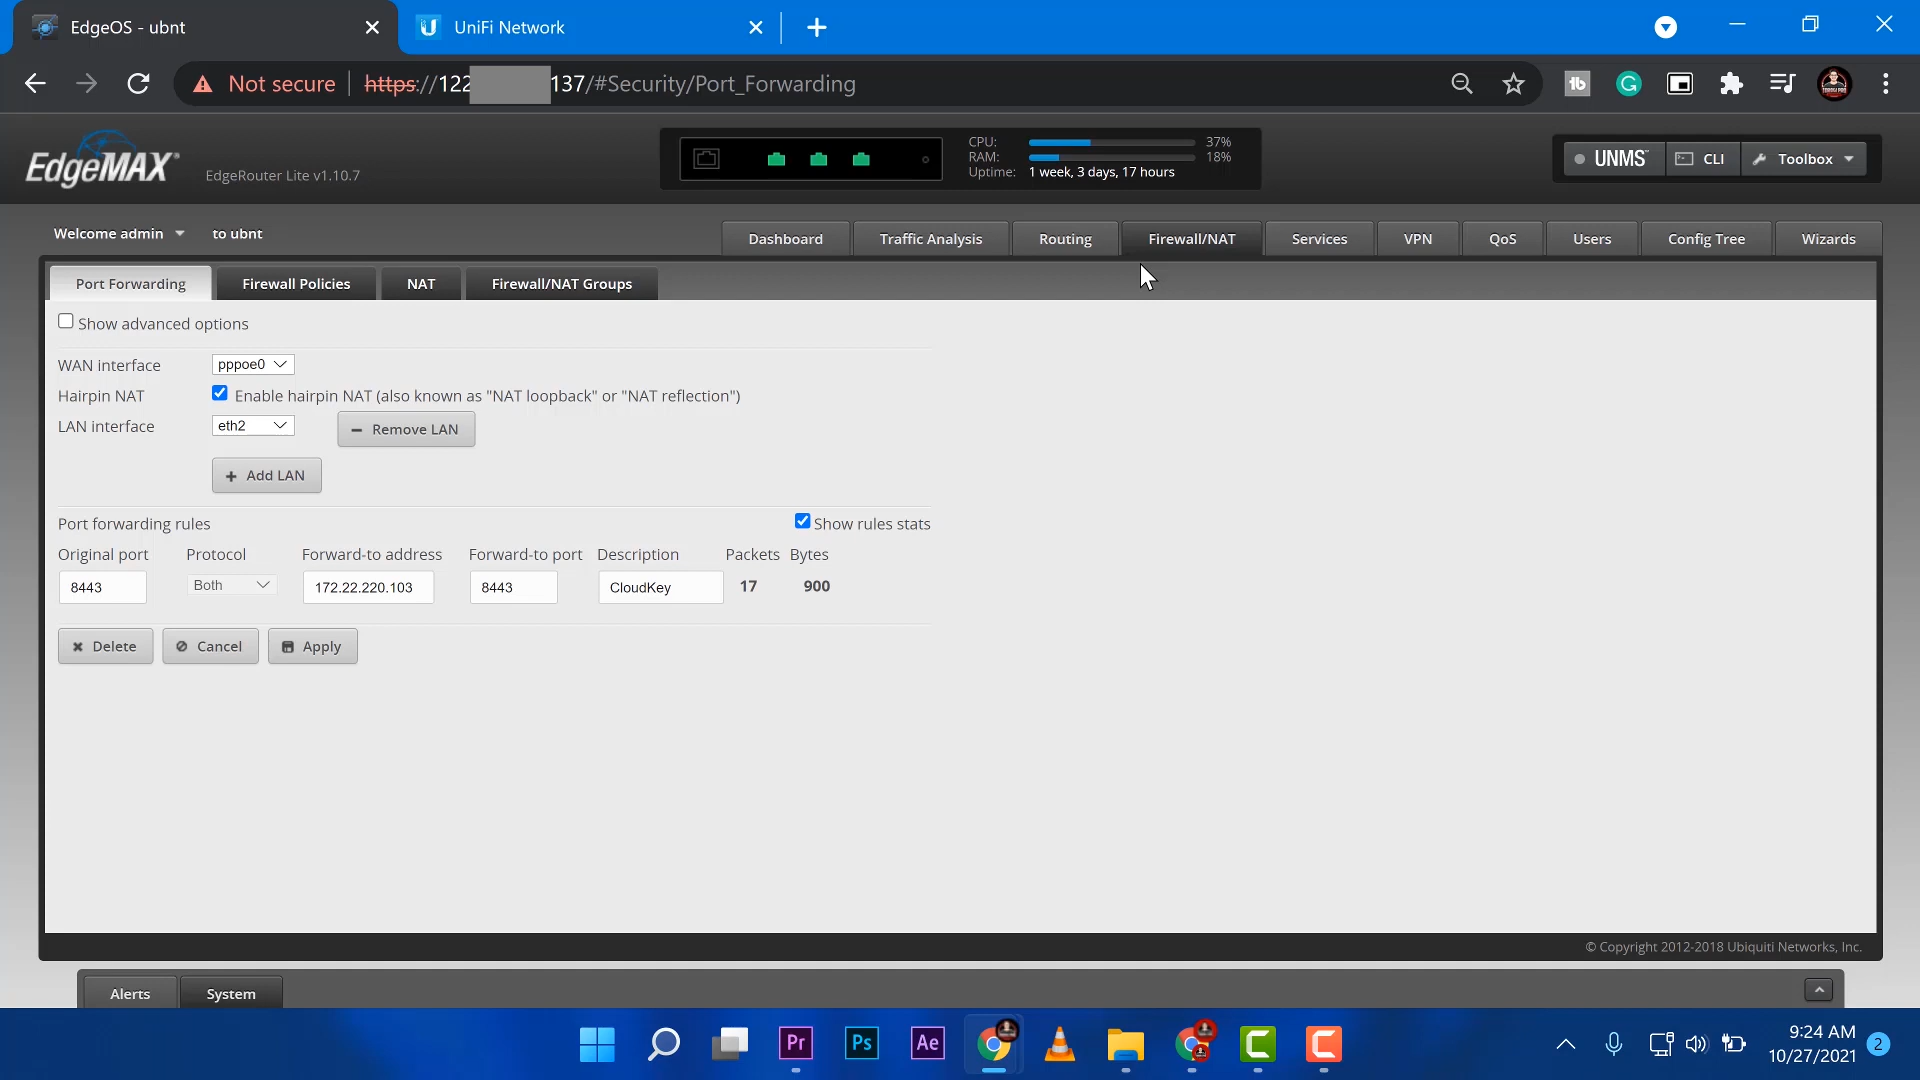 EdgeOS - ubnt
UniFi Network
Not secure
https://122 137/#Security/Port_Forwarding
EdgeMAX
EdgeRouter Lite v1.10.7
CPU: 37%
RAM: 18%
Uptime: 1 week, 3 days, 17 hours
UNMS™ CLI Toolbox
Welcome admin to ubnt
Dashboard Traffic Analysis Routing Firewall/NAT Services VPN QoS Users Config Tree Wizards
Port Forwarding Firewall Policies NAT Firewall/NAT Groups
Show advanced options
WAN interface pppoe0
Hairpin NAT Enable hairpin NAT (also known as "NAT loopback" or "NAT reflection")
LAN interface eth2 Remove LAN
+ Add LAN
Port forwarding rules Show rules stats
Original port Protocol Forward-to address Forward-to port Description Packets Bytes
8443 Both 172.22.220.103 8443 CloudKey 17 900
Delete Cancel Apply
© Copyright 2012-2018 Ubiquiti Networks, Inc.
Alerts System
Pr Ps Ae
9:24 AM
10/27/2021 2